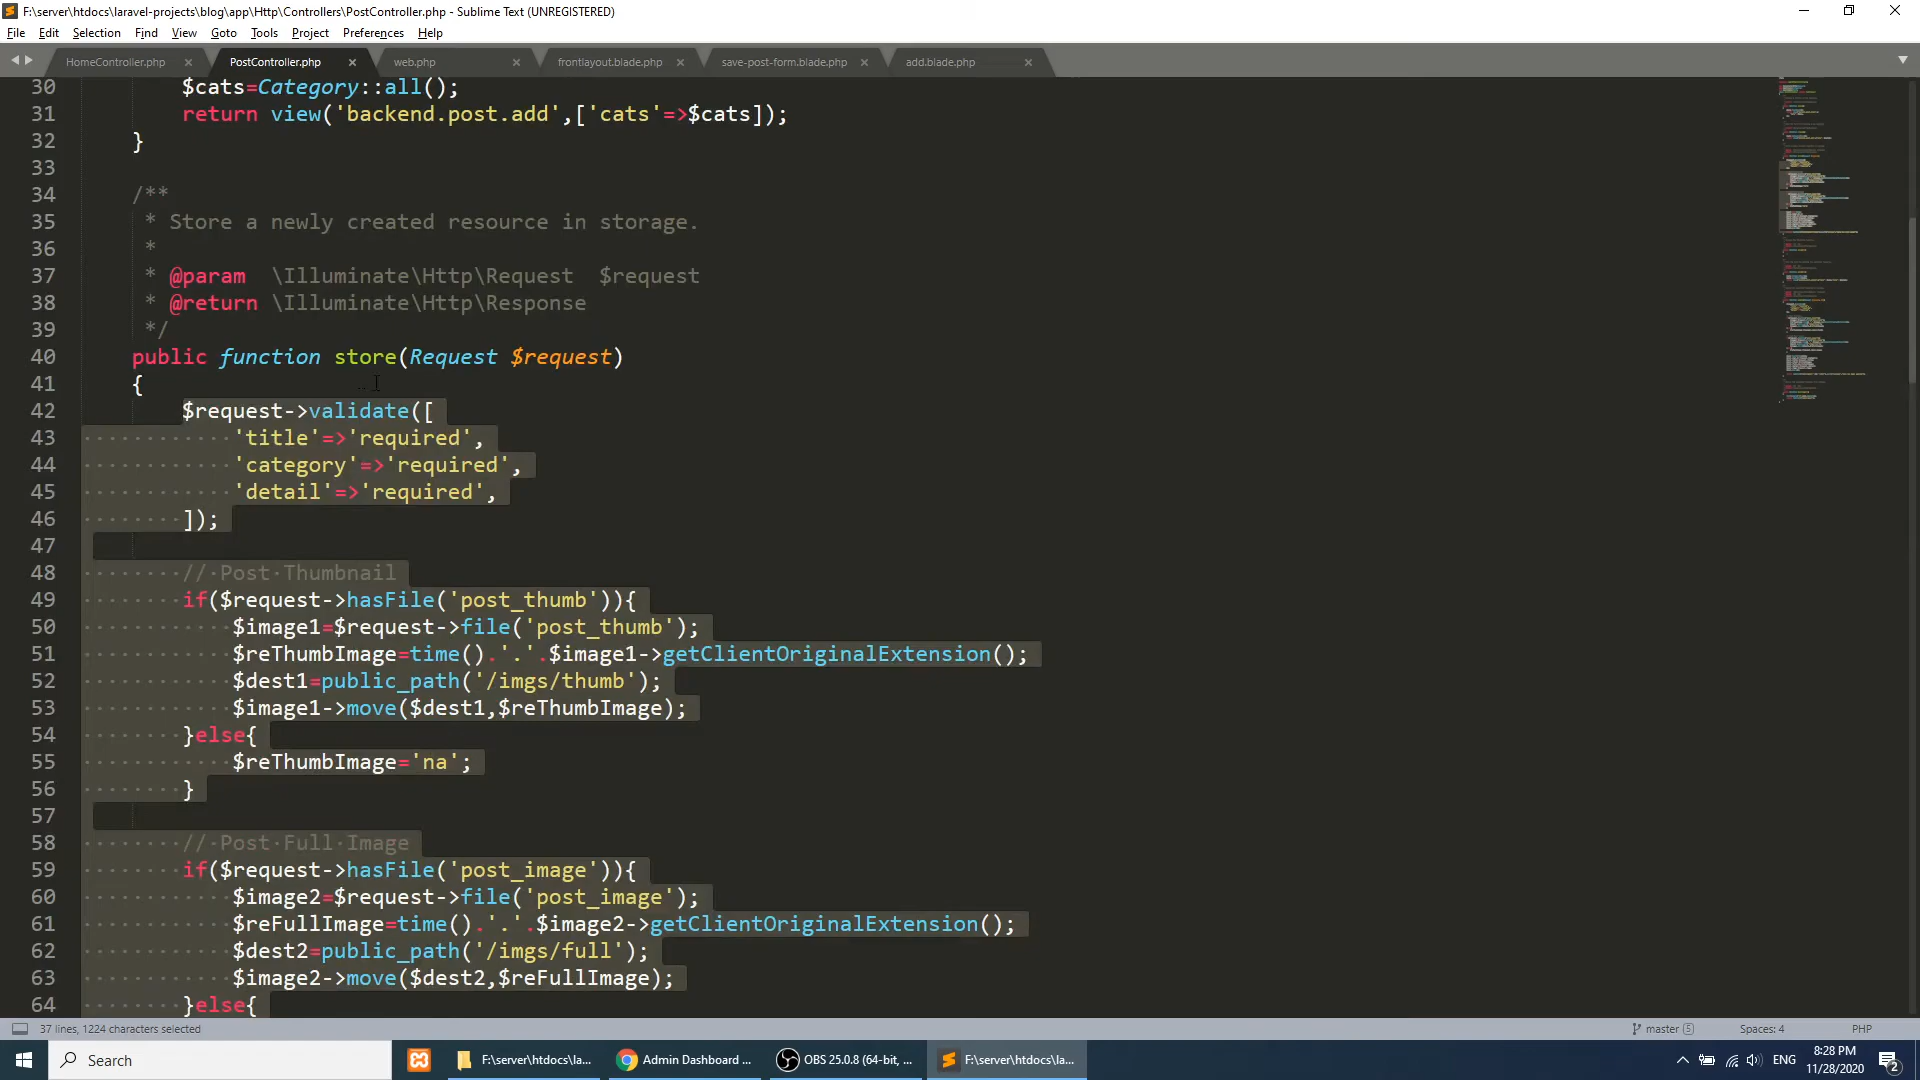 F:\server\htdocs\laravel-projects\blog\app\Http\Controllers\PostController.php - Sublime Text (UNREGISTERED)
File Edit Selection Find View Goto Tools Project Preferences Help
HomeController.php PostController.php web.php frontlayout.blade.php save-post-form.blade.php add.blade.php
30 $cats=Category::all();
31 return view('backend.post.add',['cats'=>$cats]);
32 }
33
34 /**
35 * Store a newly created resource in storage.
36 *
37 * @param \Illuminate\Http\Request $request
38 * @return \Illuminate\Http\Response
39 */
40 public function store(Request $request)
41 {
42 $request->validate([
43 'title'=>'required',
44 'category'=>'required',
45 'detail'=>'required',
46 ]);
47
48 // Post Thumbnail
49 if($request->hasFile('post_thumb')){
50 $image1=$request->file('post_thumb');
51 $reThumbImage=time().'.'.$image1->getClientOriginalExtension();
52 $dest1=public_path('/imgs/thumb');
53 $image1->move($dest1,$reThumbImage);
54 }else{
55 $reThumbImage='na';
56 }
57
58 // Post Full Image
59 if($request->hasFile('post_image')){
60 $image2=$request->file('post_image');
61 $reFullImage=time().'.'.$image2->getClientOriginalExtension();
62 $dest2=public_path('/imgs/full');
63 $image2->move($dest2,$reFullImage);
64 }else{
37 lines, 1224 characters selected master 5 Spaces: 4 PHP
Search F:\server\htdocs\la... Admin Dashboard ... OBS 25.0.8 (64-bit, ... F:\server\htdocs\la... ENG 8:28 PM
11/28/2020 2